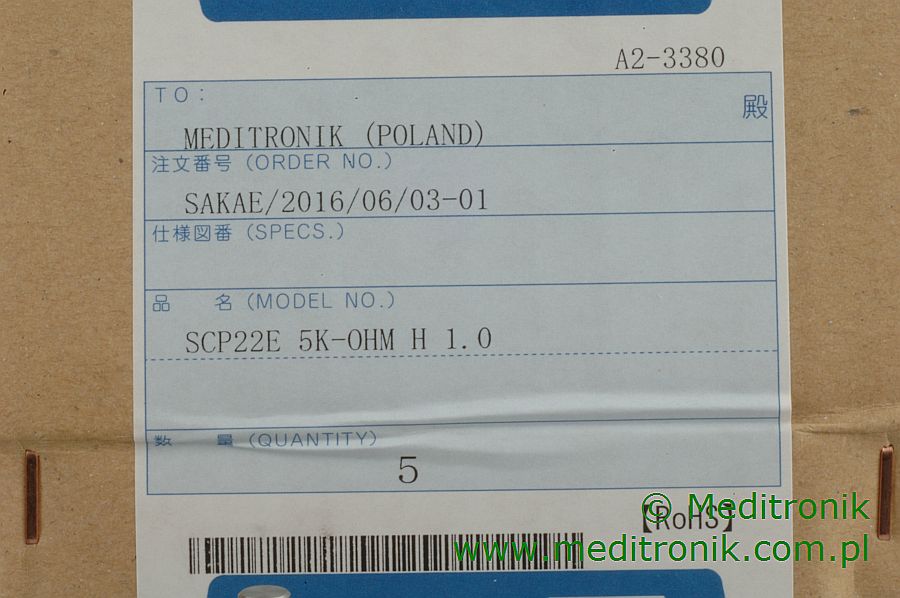 A2-3380
TO: 殿
MEDITRONIK (POLAND)
注文番号 (ORDER NO.)
SAKAE/2016/06/03-01
仕様図番 (SPECS.)
品 名 (MODEL NO.)
SCP22E 5K-OHM H 1.0
数 量 (QUANTITY)
5
【RoHS】
© Meditronik
www.meditronik.com.pl